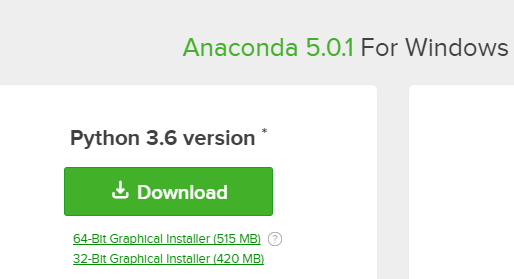 Anaconda 5.0.1 For Windows
Python 3.6 version *
Download
64-Bit Graphical Installer (515 MB) ?
32-Bit Graphical Installer (420 MB)